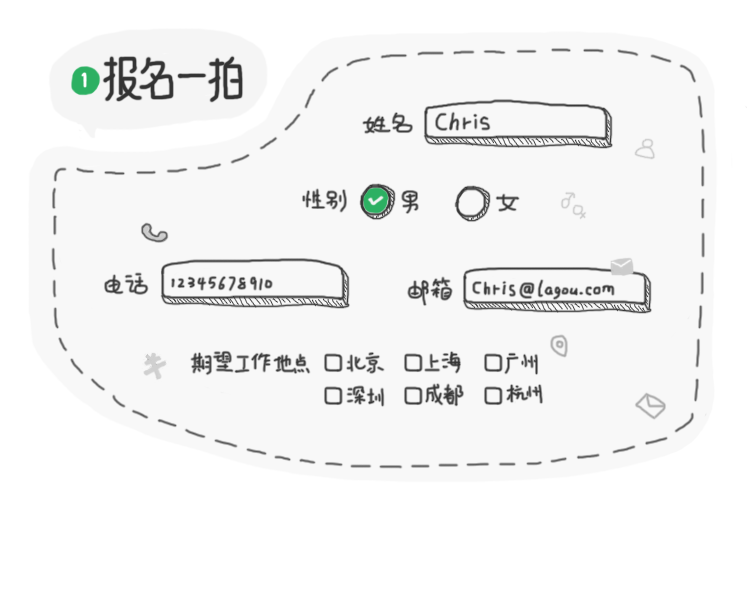 1 报名一拍
姓名 Chris
性别 男 女
电话 12345678910 邮箱 Chris@lagou.com
期望工作地点 北京 上海 广州
深圳 成都 杭州